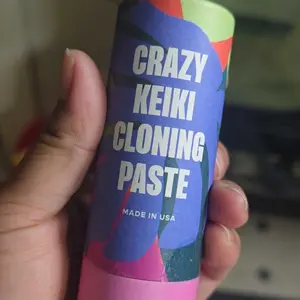 CRAZY
KEIKI
CLONING
PASTE
MADE IN USA